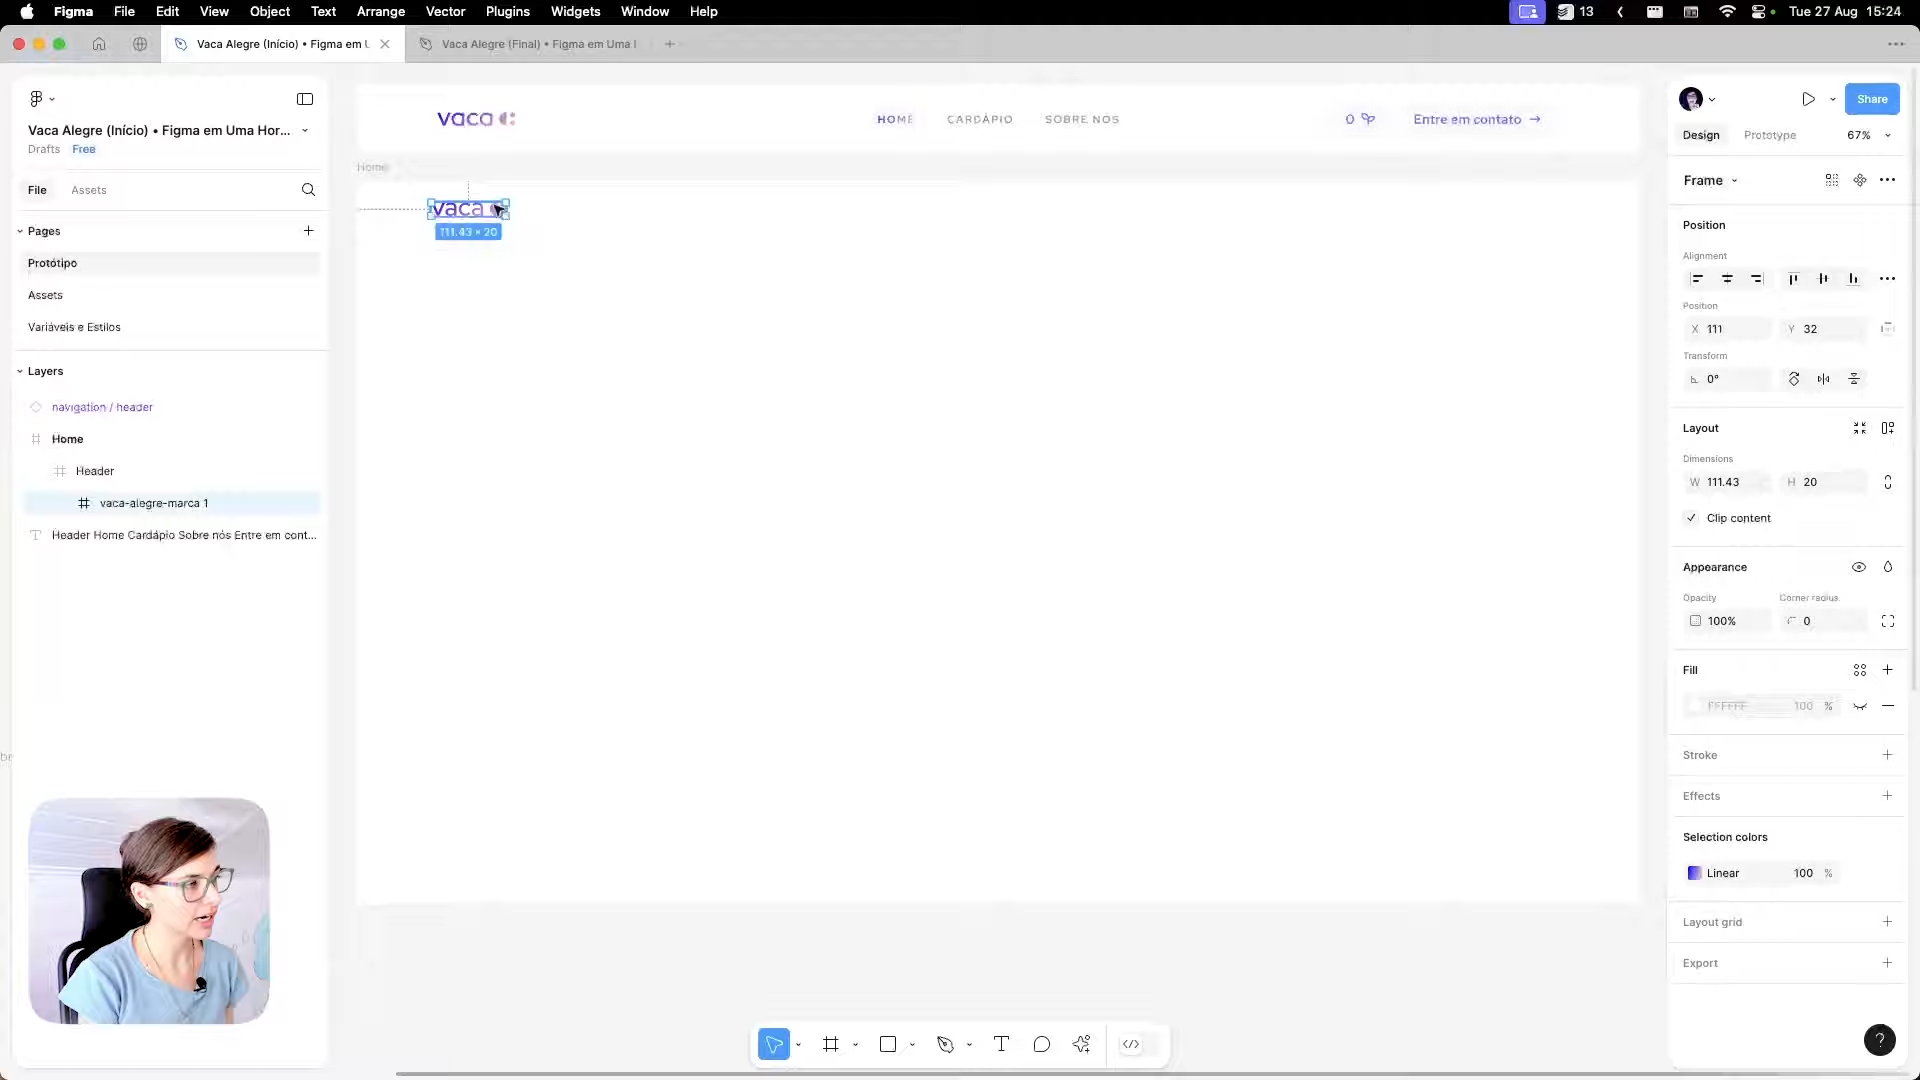 Figma File Edit View Object Text Arrange Vector Plugins Widgets Window Help
13
Tue 27 Aug 15:24
Vaca Alegre (Início) • Figma em U
Vaca Alegre (Final) • Figma em Uma I
Vaca Alegre (Início) • Figma em Uma Hor...
Drafts Free
File Assets
Pages
Protótipo
Assets
Variáveis e Estilos
Layers
navigation / header
Home
Header
vaca-alegre-marca 1
Header Home Cardápio Sobre nós Entre em cont...
vaca
HOME CARDÁPIO SOBRE NÓS
0
Entre em contato →
Home
vaca
111.43 × 20
Share
Design Prototype 67%
Frame
Position
Alignment
Position
X 111 Y 32
Transform
0°
Layout
Dimensions
W 111.43 H 20
Clip content
Appearance
Opacity Corner radius
100% 0
Fill
FFFFFF 100 %
Stroke
Effects
Selection colors
Linear 100 %
Layout grid
Export
?